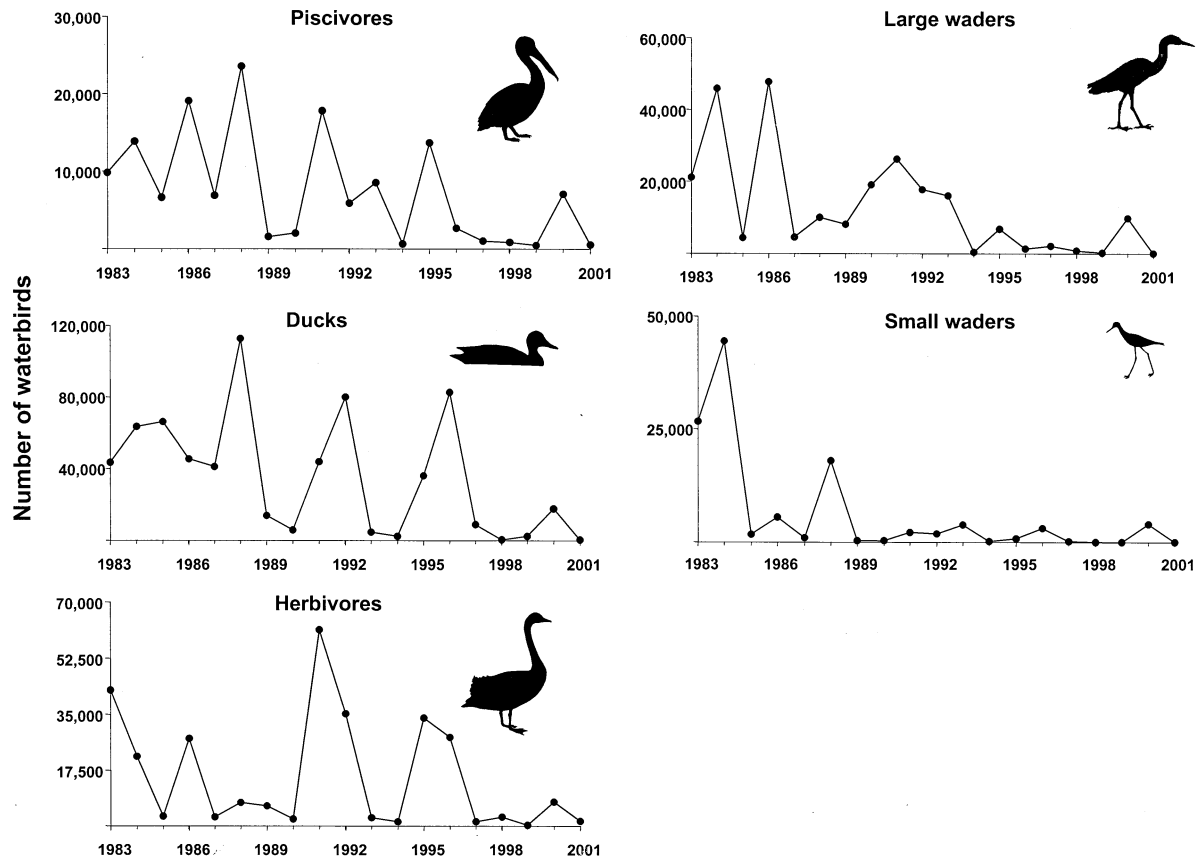 Number of waterbirds
Piscivores
30,000
20,000
10,000
1983 1986 1989 1992 1995 1998 2001
Large waders
60,000
40,000
20,000
1983 1986 1989 1992 1995 1998 2001
Ducks
120,000
80,000
40,000
1983 1986 1989 1992 1995 1998 2001
Small waders
50,000
25,000
1983 1986 1989 1992 1995 1998 2001
Herbivores
70,000
52,500
35,000
17,500
1983 1986 1989 1992 1995 1998 2001